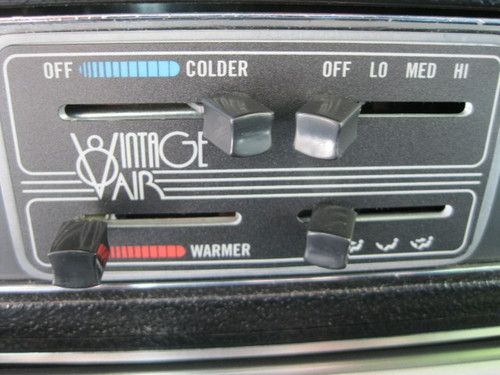 OFF COLDER OFF LO MED HI
VINTAGE
AIR
WARMER